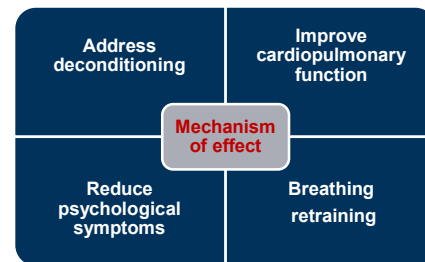 Address
deconditioning
Improve
cardiopulmonary
function
Mechanism
of effect
Reduce
psychological
symptoms
Breathing
retraining